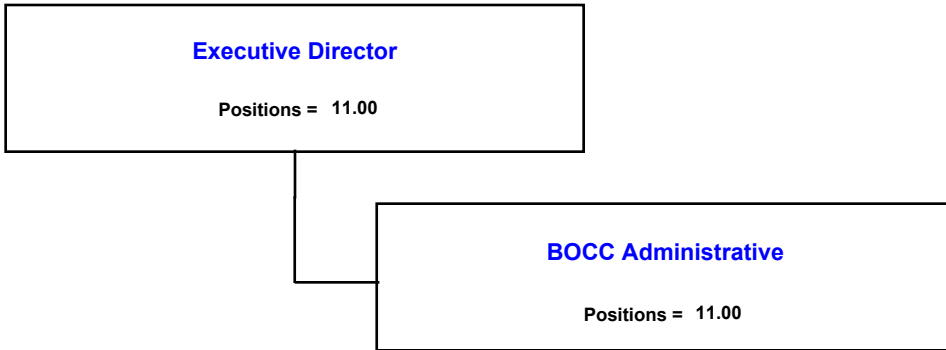 Executive Director
Positions = 11.00
BOCC Administrative
Positions = 11.00